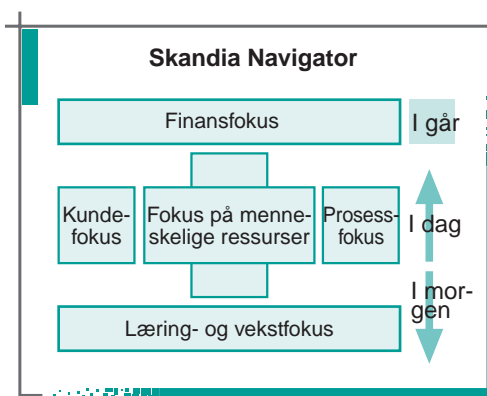 Skandia Navigator
Finansfokus
I går
Kunde-
fokus
Fokus på menne-
skelige ressurser
Prosess-
fokus
I dag
I mor-
gen
Læring- og vekstfokus